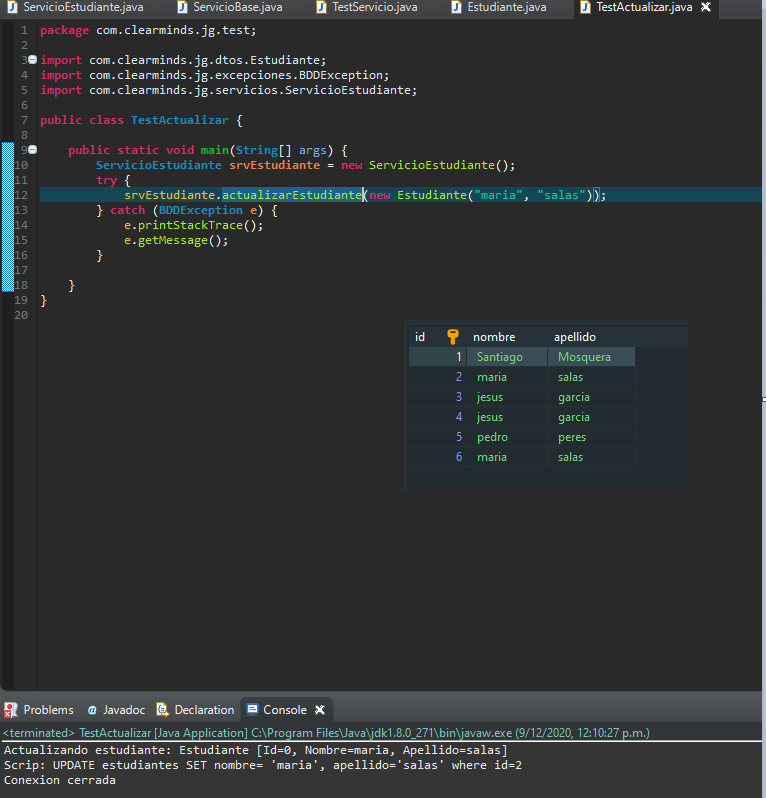 ServicioEstudiante.java ServicioBase.java TestServicio.java Estudiante.java TestActualizar.java
1 package com.clearminds.jg.test;
2
3 import com.clearminds.jg.dtos.Estudiante;
4 import com.clearminds.jg.excepciones.BDDException;
5 import com.clearminds.jg.servicios.ServicioEstudiante;
6
7 public class TestActualizar {
8
9 public static void main(String[] args) {
10 ServicioEstudiante srvEstudiante = new ServicioEstudiante();
11 try {
12 srvEstudiante.actualizarEstudiante(new Estudiante("maria", "salas"));
13 } catch (BDDException e) {
14 e.printStackTrace();
15 e.getMessage();
16 }
17
18 }
19 }
20
id nombre apellido
1 Santiago Mosquera
2 maria salas
3 jesus garcia
4 jesus garcia
5 pedro peres
6 maria salas
Problems Javadoc Declaration Console
<terminated> TestActualizar [Java Application] C:\Program Files\Java\jdk1.8.0_271\bin\javaw.exe (9/12/2020, 12:10:27 p.m.)
Actualizando estudiante: Estudiante [Id=0, Nombre=maria, Apellido=salas]
Scrip: UPDATE estudiantes SET nombre= 'maria', apellido='salas' where id=2
Conexion cerrada